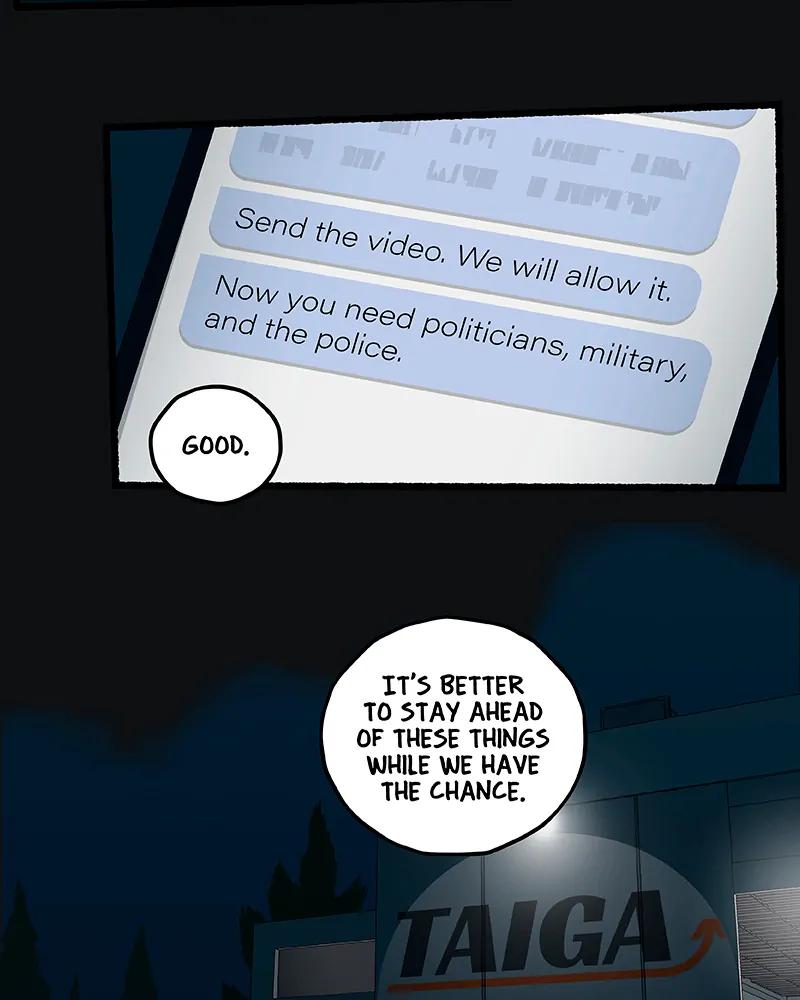 Send the video. We will allow it.
Now you need politicians, military,
and the police.
GOOD.
IT'S BETTER
TO STAY AHEAD
OF THESE THINGS
WHILE WE HAVE
THE CHANCE.
TAIGA